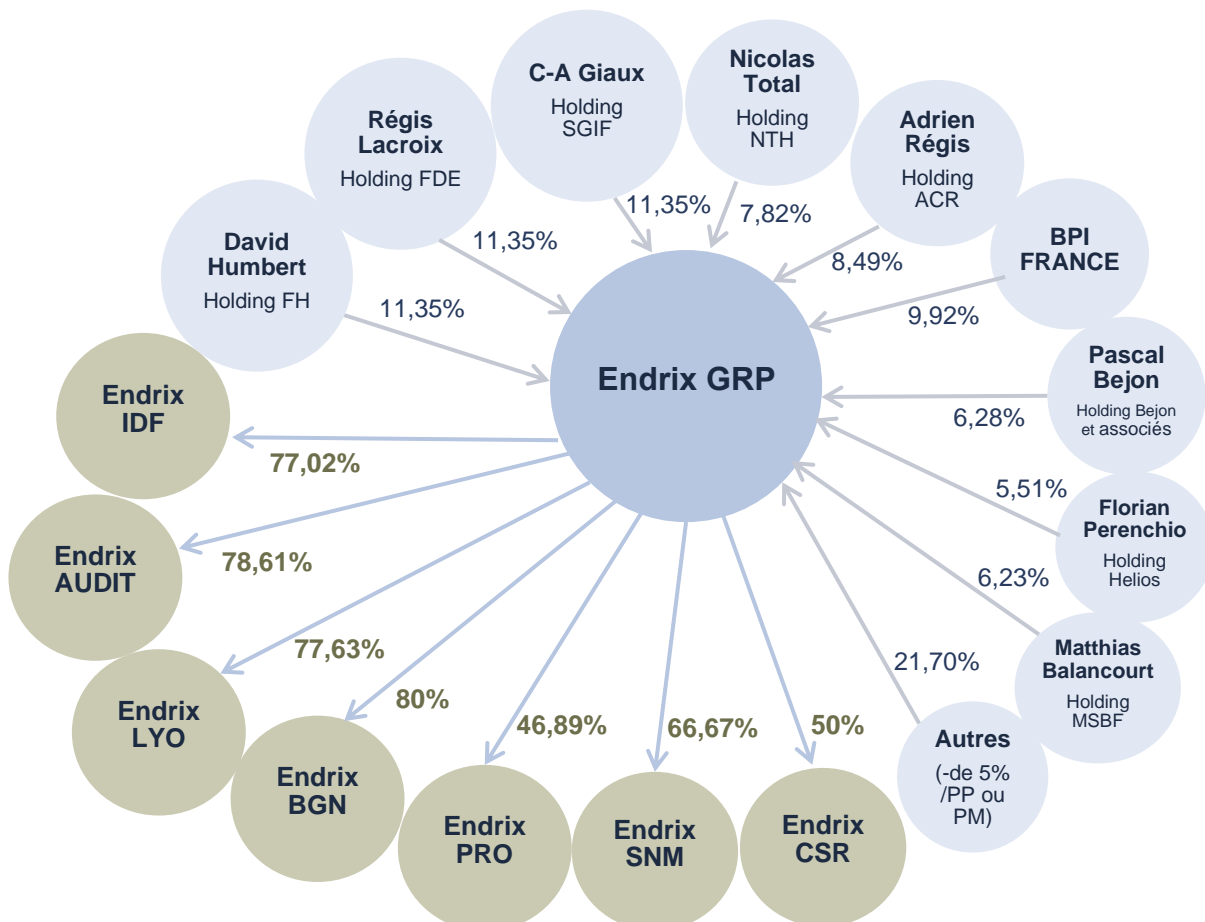 C-A Giaux
Holding
SGIF
Nicolas
Total
Holding
NTH
Régis
Lacroix
Holding FDE
Adrien
Régis
Holding
ACR
David
Humbert
Holding FH
BPI
FRANCE
11,35%
11,35%
11,35%
7,82%
8,49%
9,92%
Endrix GRP
Pascal
Bejon
Holding Bejon
et associés
6,28%
Florian
Perenchio
Holding
Helios
5,51%
Matthias
Balancourt
Holding
MSBF
6,23%
Autres
(-de 5%
/PP ou
PM)
21,70%
Endrix
IDF
77,02%
Endrix
AUDIT
78,61%
Endrix
LYO
77,63%
Endrix
BGN
80%
Endrix
PRO
46,89%
Endrix
SNM
66,67%
Endrix
CSR
50%